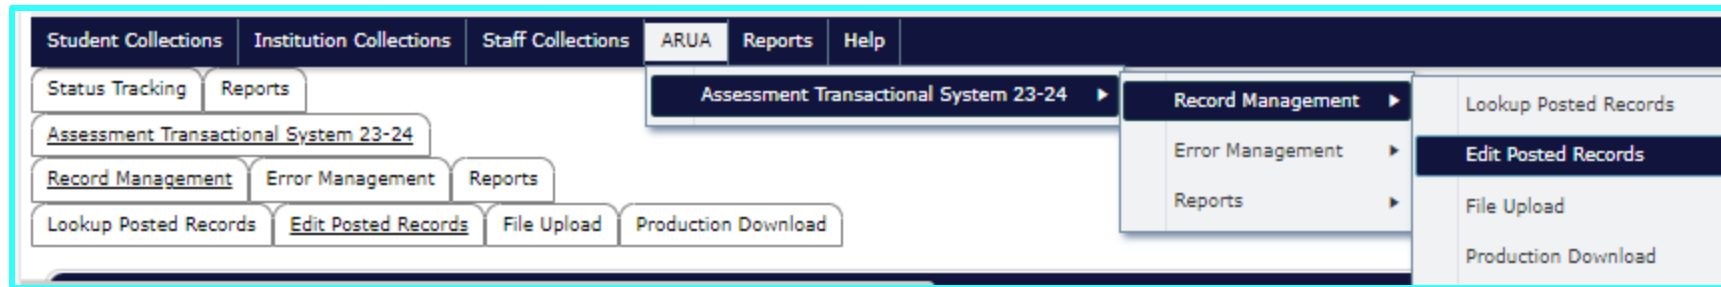 Student Collections Institution Collections Staff Collections ARUA Reports Help
Status Tracking Reports
Assessment Transactional System 23-24
Record Management Error Management Reports
Lookup Posted Records Edit Posted Records File Upload Production Download
Assessment Transactional System 23-24
Record Management
Error Management
Reports
Lookup Posted Records
Edit Posted Records
File Upload
Production Download